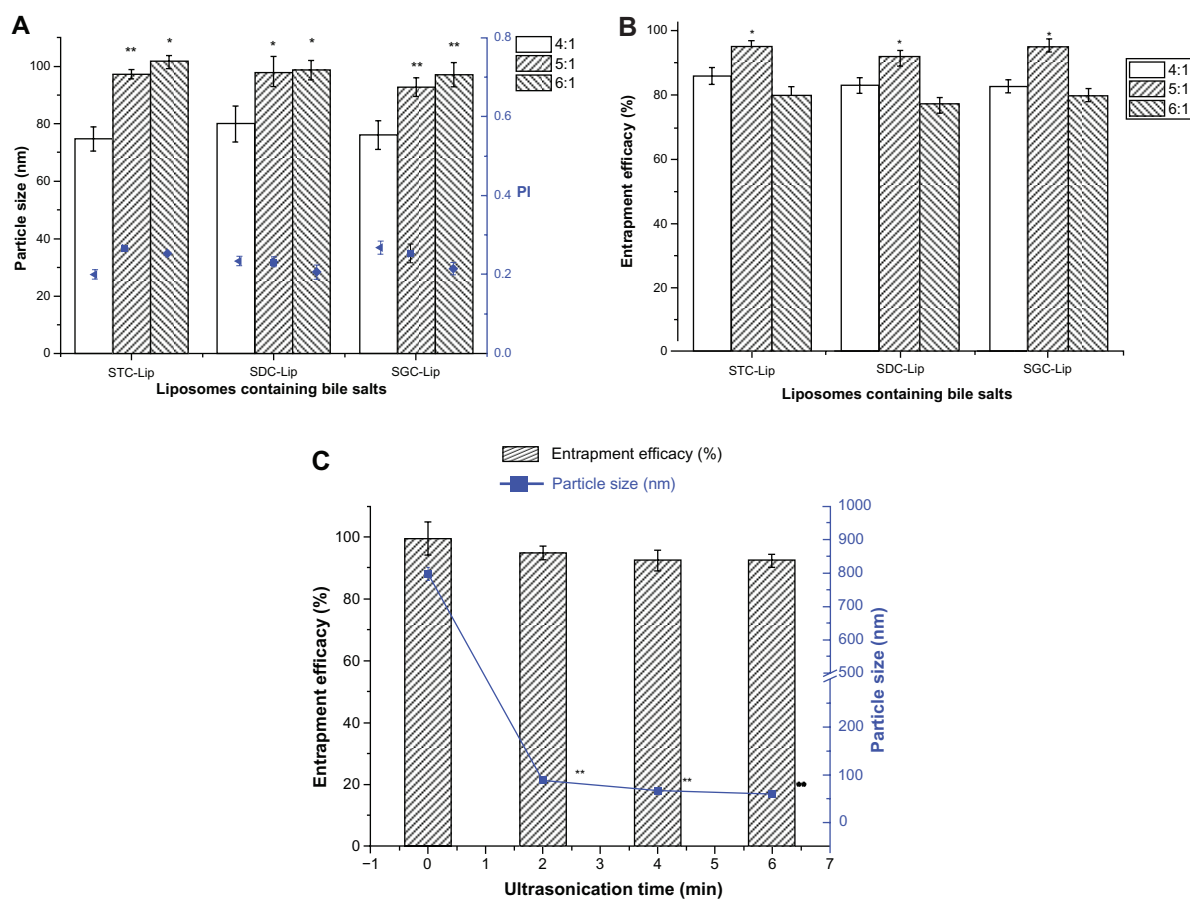 A
100
80
60
40
20
0
Particle size (nm)
**
*
*
*
**
**
0.8
0.6
0.4
0.2
0.0
PI
4:1
5:1
6:1
STC-Lip
SDC-Lip
SGC-Lip
Liposomes containing bile salts
B
100
80
60
40
20
0
Entrapment efficacy (%)
*
*
*
4:1
5:1
6:1
STC-Lip
SDC-Lip
SGC-Lip
Liposomes containing bile salts
C
Entrapment efficacy (%)
Particle size (nm)
100
80
60
40
20
0
Entrapment efficacy (%)
**
**
**
1000
900
800
700
600
500
200
100
0
Particle size (nm)
−1 0 1 2 3 4 5 6 7
Ultrasonication time (min)